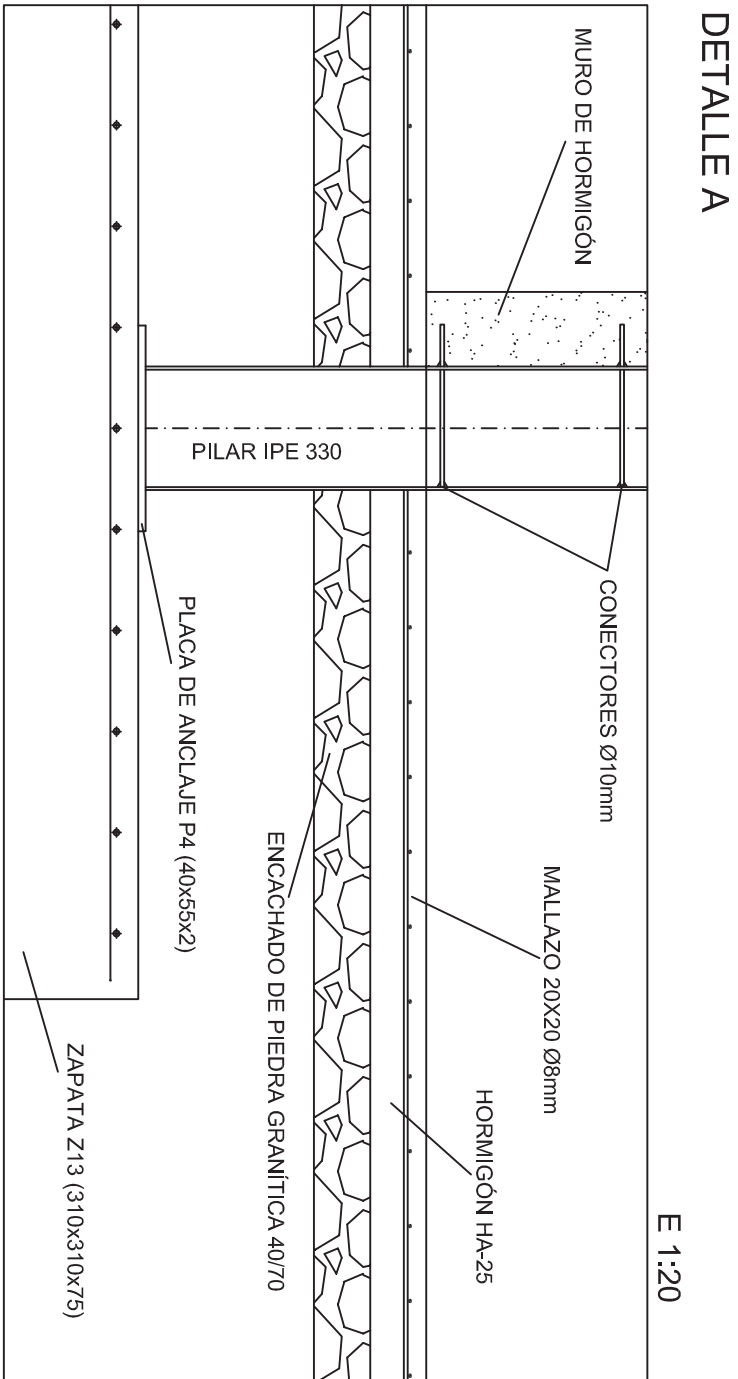 DETALLE A
E 1:20
MURO DE HORMIGÓN
CONECTORES Ø10mm
MALLAZO 20X20 Ø8mm
HORMIGÓN HA-25
PILAR IPE 330
ENCACHADO DE PIEDRA GRANÍTICA 40/70
PLACA DE ANCLAJE P4 (40x55x2)
ZAPATA Z13 (310x310x75)